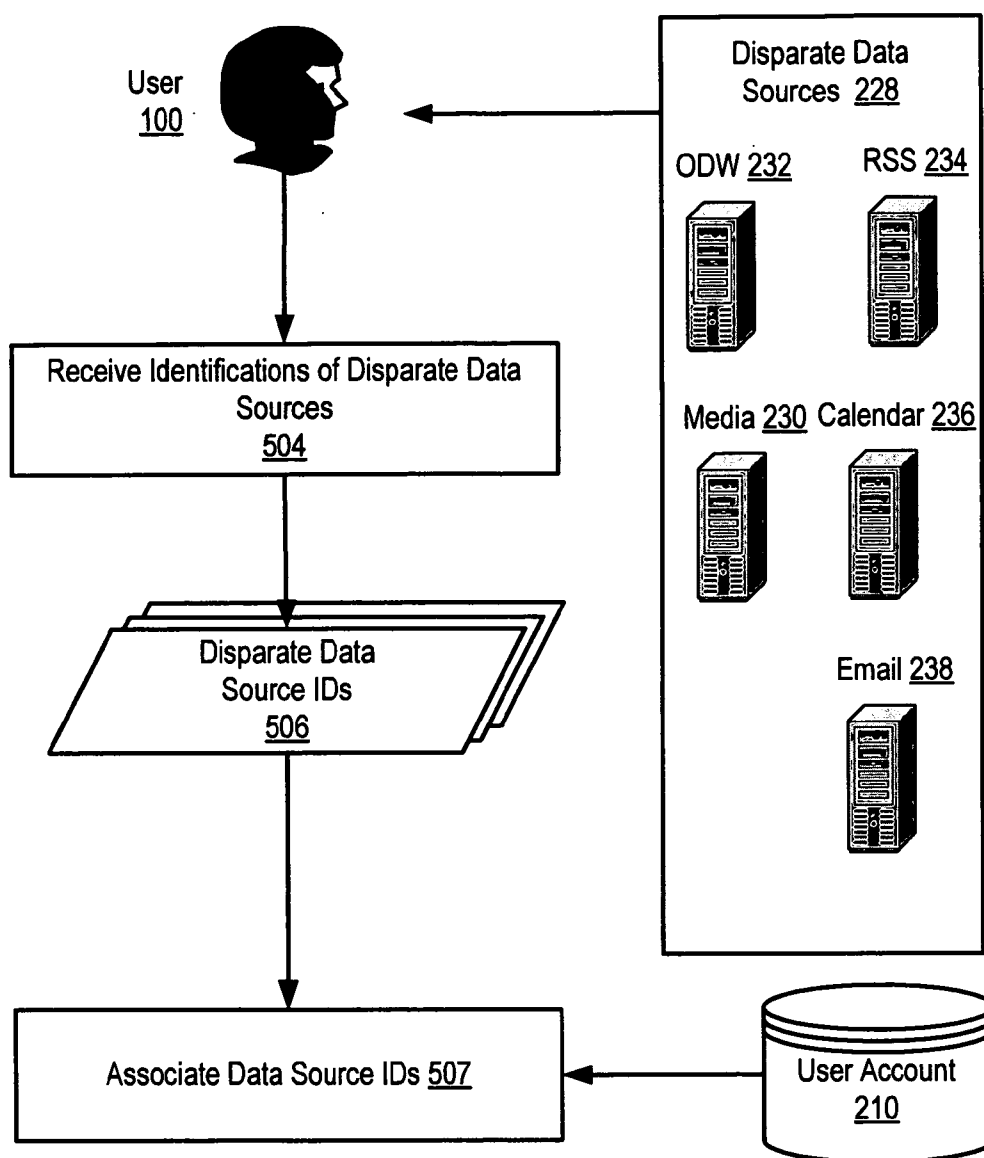 User
100
Disparate Data
Sources 228
ODW 232
RSS 234
Media 230
Calendar 236
Email 238
Receive Identifications of Disparate Data
Sources
504
Disparate Data
Source IDs
506
Associate Data Source IDs 507
User Account
210